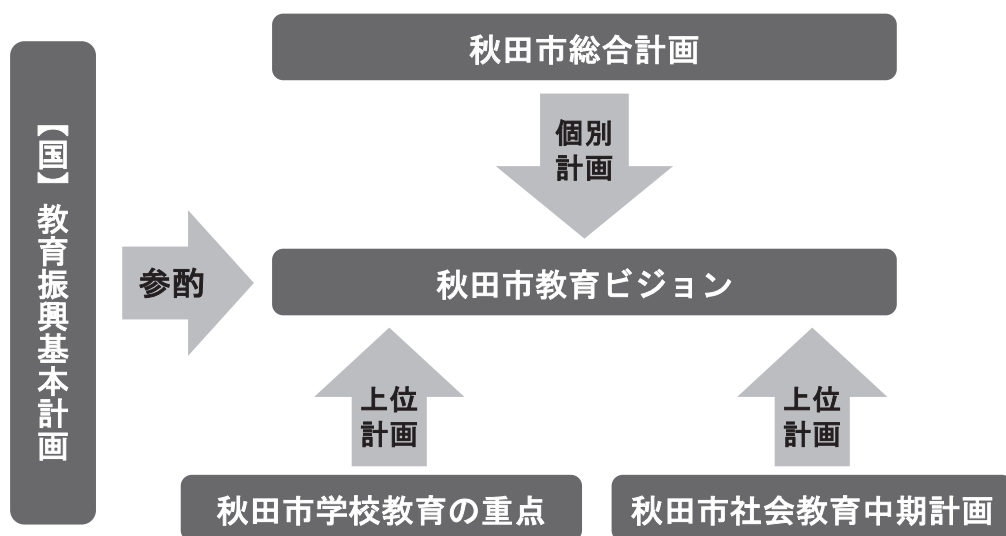 秋田市総合計画
【国】教育振興基本計画
個別
計画
参酌
秋田市教育ビジョン
上位
計画
上位
計画
秋田市学校教育の重点
秋田市社会教育中期計画